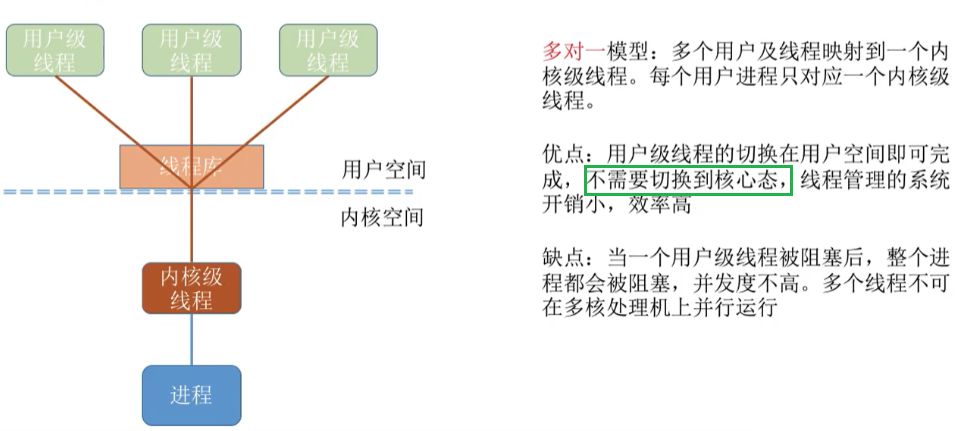 用户级
线程
用户级
线程
用户级
线程
线程库
用户空间
内核空间
内核级
线程
进程
多对一模型：多个用户及线程映射到一个内
核级线程。每个用户进程只对应一个内核级
线程。
优点：用户级线程的切换在用户空间即可完
成，不需要切换到核心态，线程管理的系统
开销小，效率高
缺点：当一个用户级线程被阻塞后，整个进
程都会被阻塞，并发度不高。多个线程不可
在多核处理机上并行运行